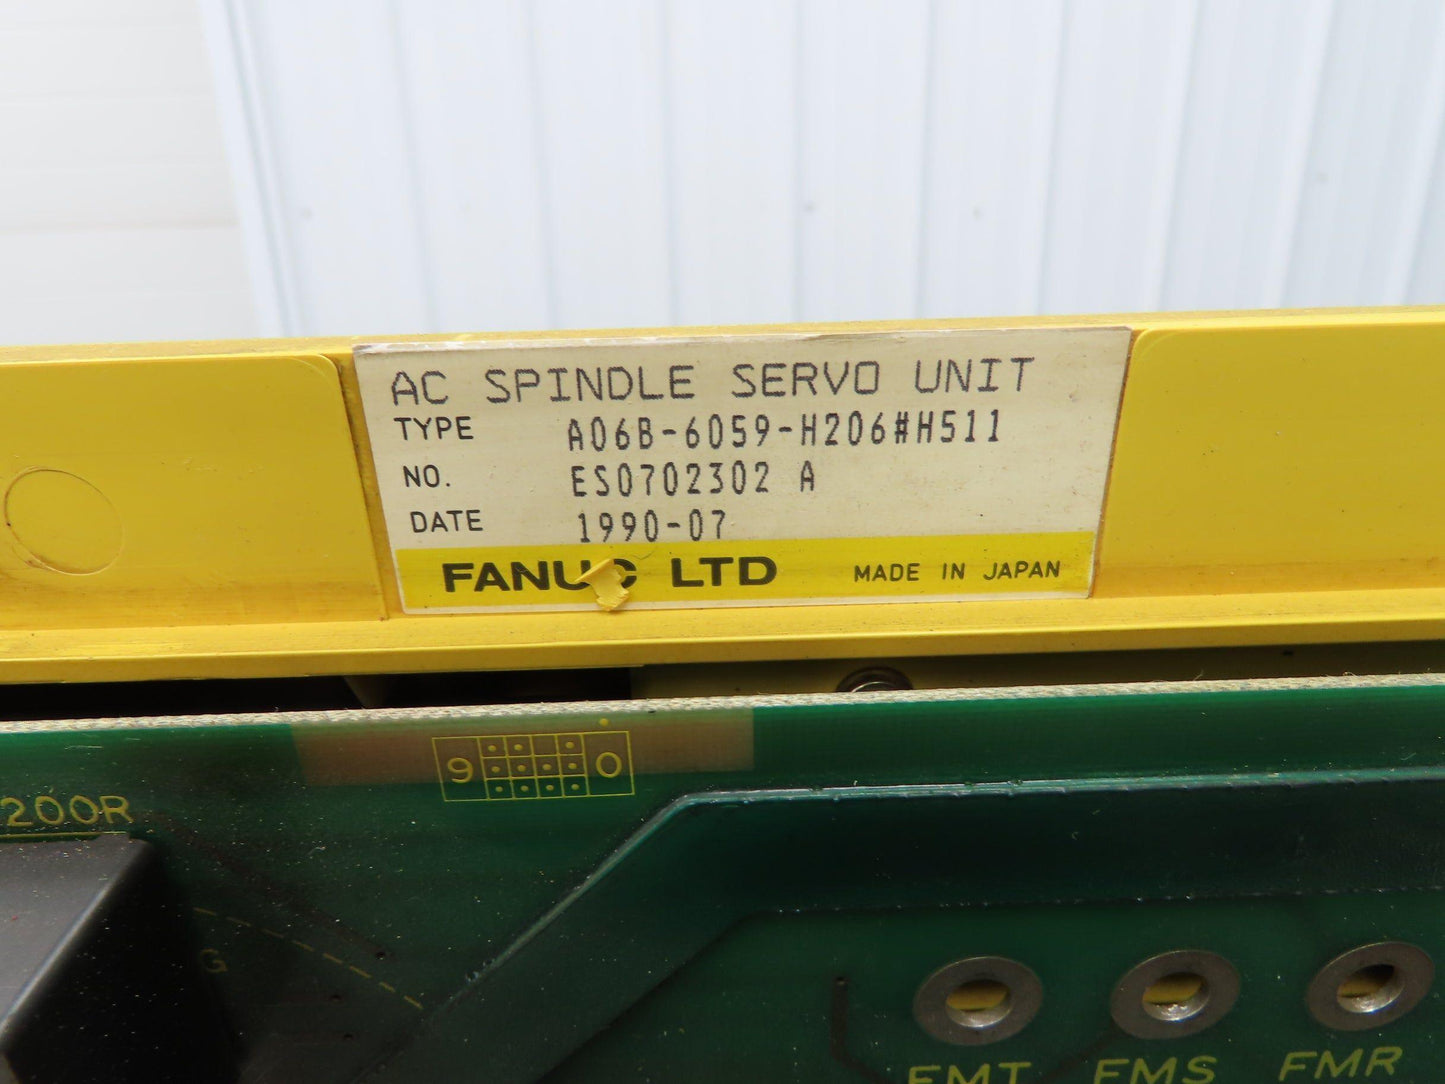 AC SPINDLE SERVO UNIT
TYPE A06B-6059-H206#H511
NO. ES0702302 A
DATE 1990-07
FANUC LTD MADE IN JAPAN
9 0
200R
G
FMT FMS FMR